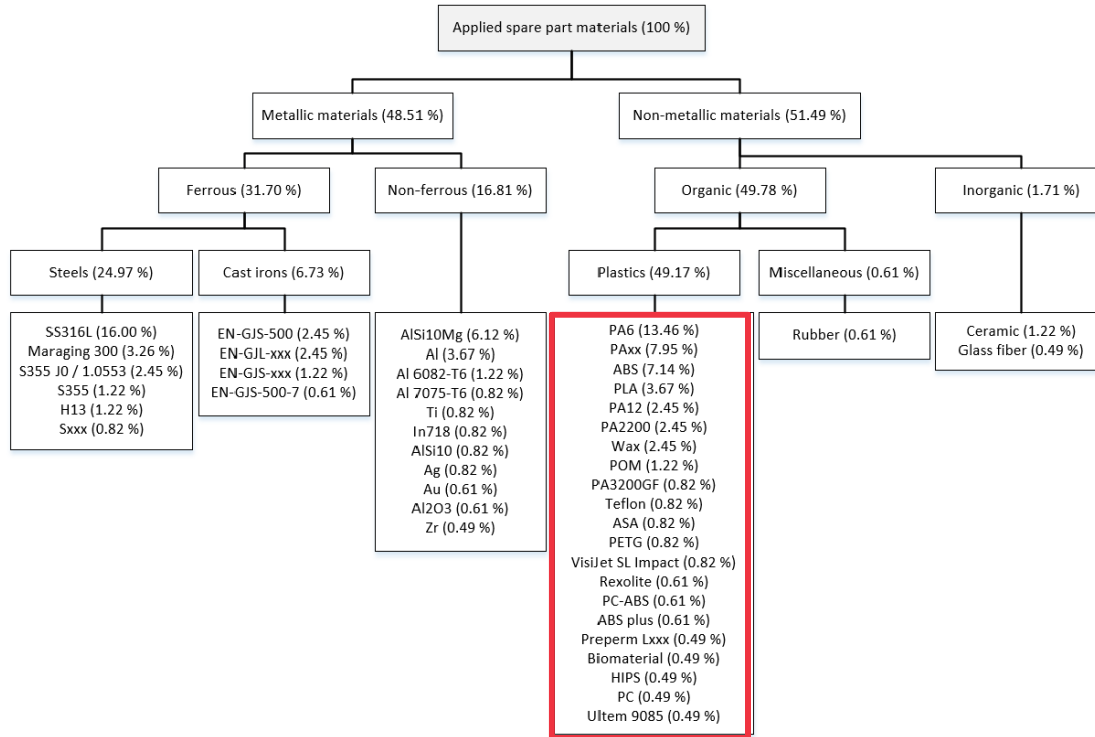 Applied spare part materials (100 %)
Metallic materials (48.51 %)
Non-metallic materials (51.49 %)
Ferrous (31.70 %)
Non-ferrous (16.81 %)
Organic (49.78 %)
Inorganic (1.71 %)
Steels (24.97 %)
Cast irons (6.73 %)
Plastics (49.17 %)
Miscellaneous (0.61 %)
SS316L (16.00 %)
Maraging 300 (3.26 %)
S355 J0 / 1.0553 (2.45 %)
S355 (1.22 %)
H13 (1.22 %)
Sxxx (0.82 %)
EN-GJS-500 (2.45 %)
EN-GJL-xxx (2.45 %)
EN-GJS-xxx (1.22 %)
EN-GJS-500-7 (0.61 %)
AlSi10Mg (6.12 %)
Al (3.67 %)
Al 6082-T6 (1.22 %)
Al 7075-T6 (0.82 %)
Ti (0.82 %)
In718 (0.82 %)
AlSi10 (0.82 %)
Ag (0.82 %)
Au (0.61 %)
Al2O3 (0.61 %)
Zr (0.49 %)
PA6 (13.46 %)
PAxx (7.95 %)
ABS (7.14 %)
PLA (3.67 %)
PA12 (2.45 %)
PA2200 (2.45 %)
Wax (2.45 %)
POM (1.22 %)
PA3200GF (0.82 %)
Teflon (0.82 %)
ASA (0.82 %)
PETG (0.82 %)
VisiJet SL Impact (0.82 %)
Rexolite (0.61 %)
PC-ABS (0.61 %)
ABS plus (0.61 %)
Preperm Lxxx (0.49 %)
Biomaterial (0.49 %)
HIPS (0.49 %)
PC (0.49 %)
Ultem 9085 (0.49 %)
Rubber (0.61 %)
Ceramic (1.22 %)
Glass fiber (0.49 %)